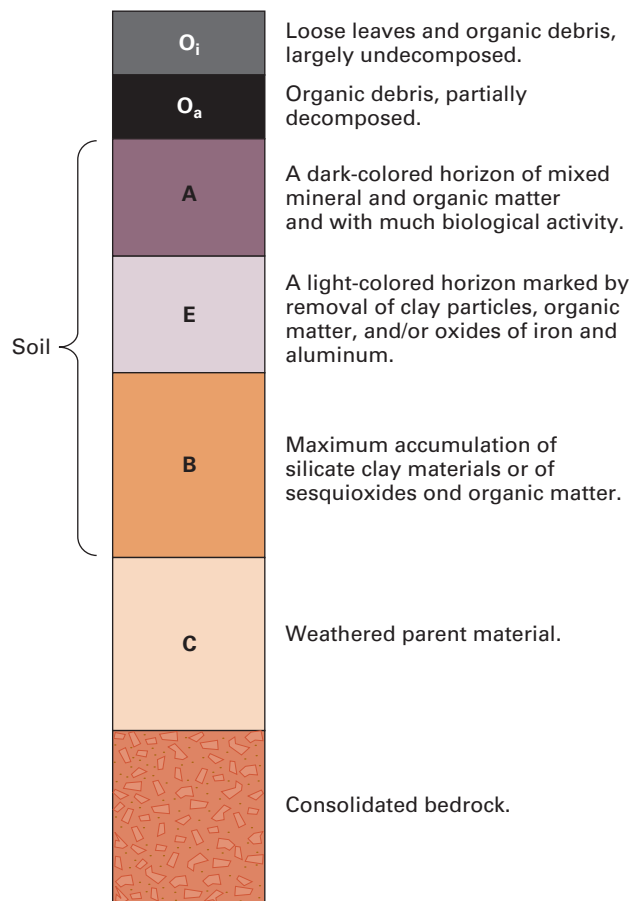 O_i
Loose leaves and organic debris,
largely undecomposed.
O_a
Organic debris, partially
decomposed.
A
A dark-colored horizon of mixed
mineral and organic matter
and with much biological activity.
E
A light-colored horizon marked by
removal of clay particles, organic
matter, and/or oxides of iron and
aluminum.
Soil
B
Maximum accumulation of
silicate clay materials or of
sesquioxides ond organic matter.
C
Weathered parent material.
Consolidated bedrock.